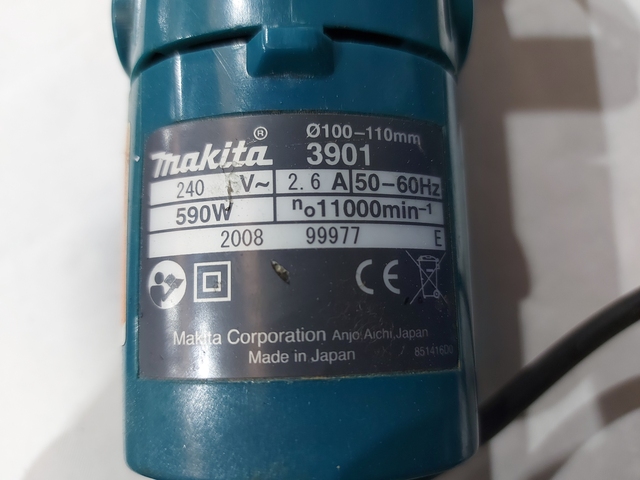 makita® Ø100-110mm
3901
240 V~ 2.6 A 50-60Hz
590W no11000min-1
2008 99977 E
CE
Makita Corporation Anjo Aichi, Japan
Made in Japan